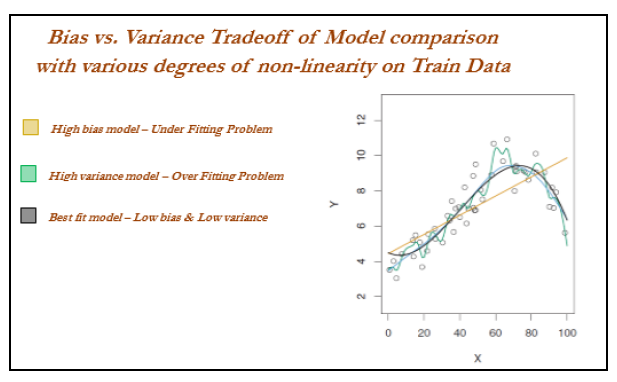 Bias vs. Variance Tradeoff of Model comparison
with various degrees of non-linearity on Train Data
High bias model – Under Fitting Problem
High variance model – Over Fitting Problem
Best fit model – Low bias & Low variance
12
10
8
6
4
2
Y
0 20 40 60 80 100
X